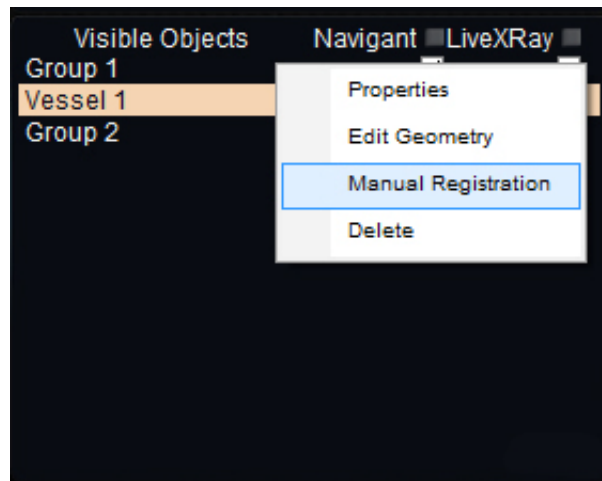 Visible Objects Navigant LiveXRay
Group 1
Vessel 1
Group 2
Properties
Edit Geometry
Manual Registration
Delete